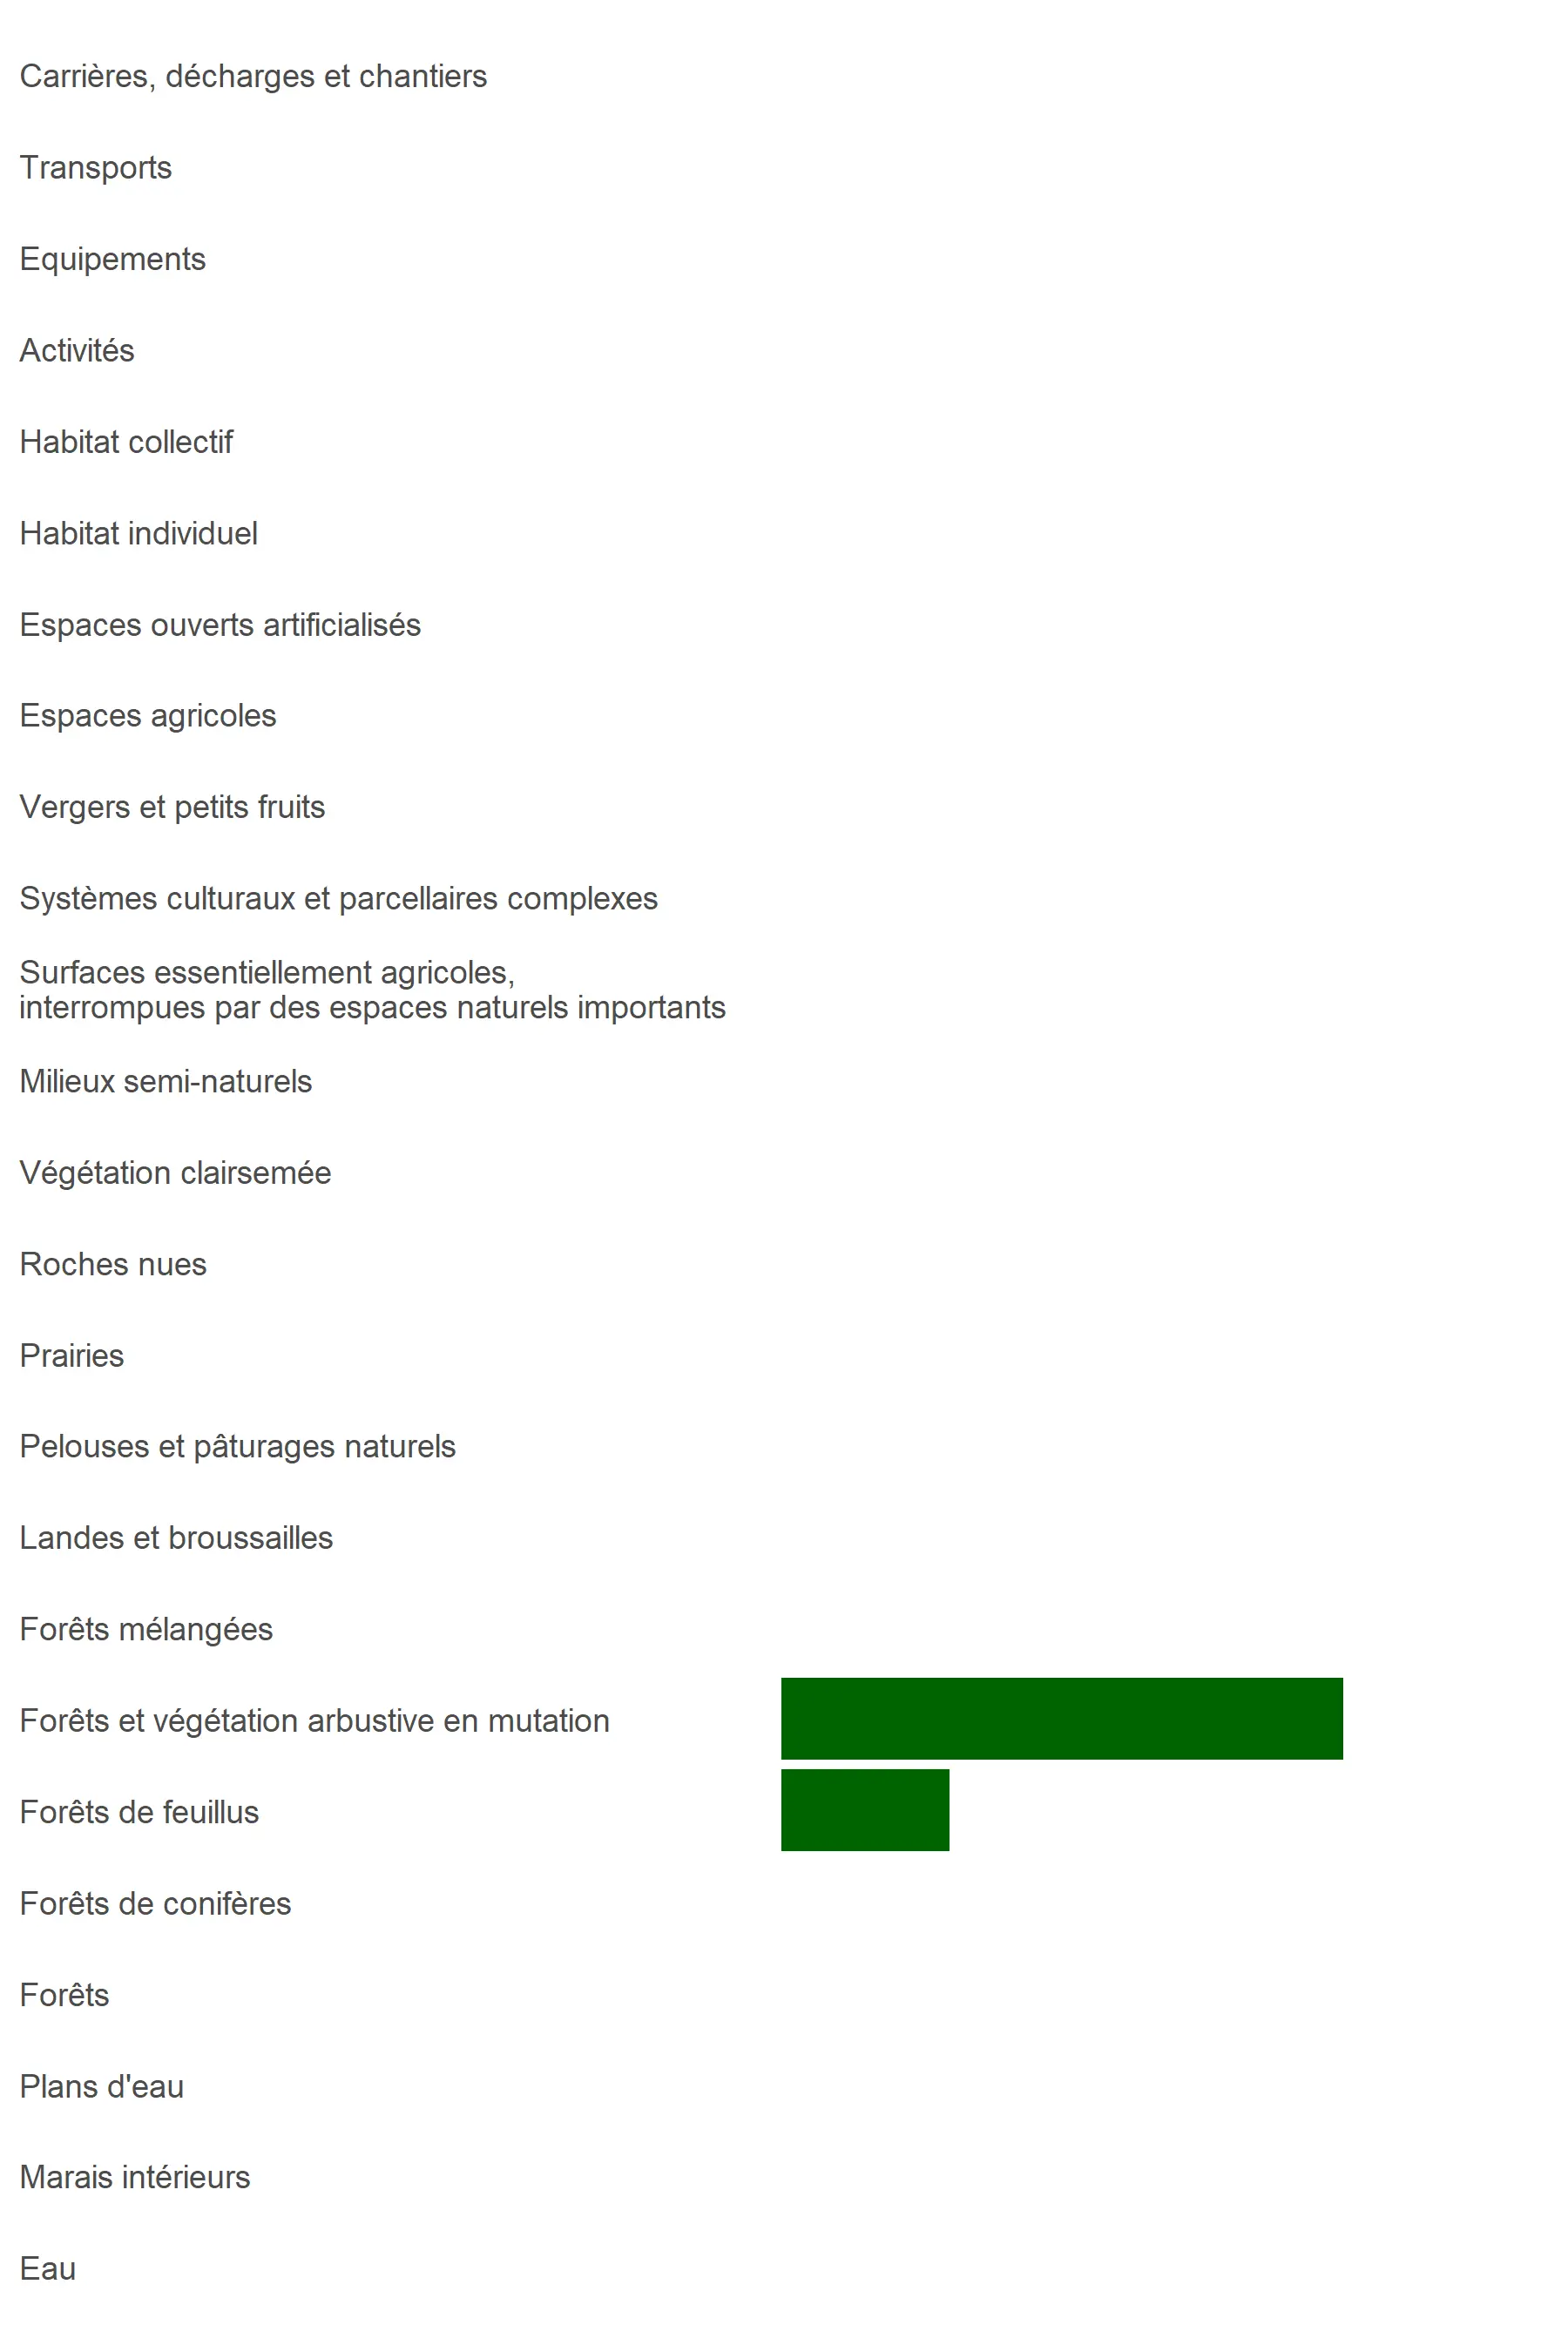 Carrières, décharges et chantiers
Transports
Equipements
Activités
Habitat collectif
Habitat individuel
Espaces ouverts artificialisés
Espaces agricoles
Vergers et petits fruits
Systèmes culturaux et parcellaires complexes
Surfaces essentiellement agricoles,
interrompues par des espaces naturels importants
Milieux semi-naturels
Végétation clairsemée
Roches nues
Prairies
Pelouses et pâturages naturels
Landes et broussailles
Forêts mélangées
Forêts et végétation arbustive en mutation
Forêts de feuillus
Forêts de conifères
Forêts
Plans d'eau
Marais intérieurs
Eau